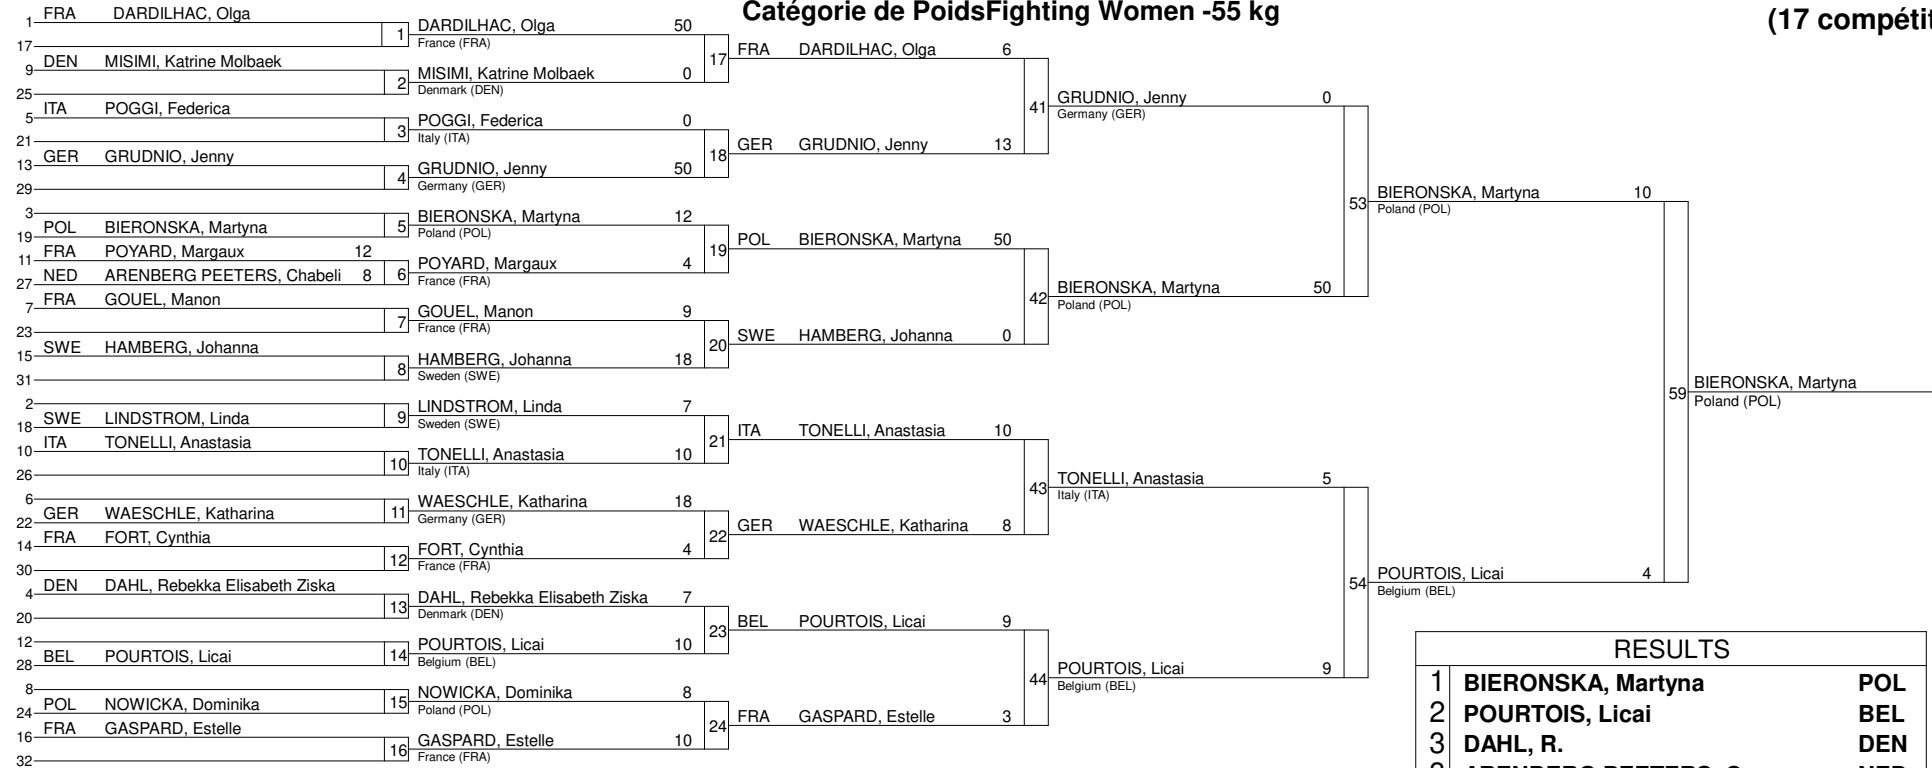 Catégorie de PoidsFighting Women -55 kg
(17 compétit
1 FRA DARDILHAC, Olga
17
1
9 DEN MISIMI, Katrine Molbaek
25
2
5 ITA POGGI, Federica
21
3
13 GER GRUDNIO, Jenny
29
4
3
19 POL BIERONSKA, Martyna
5
11 FRA POYARD, Margaux 12
27 NED ARENBERG PEETERS, Chabeli 8
6
7 FRA GOUEL, Manon
23
7
15 SWE HAMBERG, Johanna
31
8
2
18 SWE LINDSTROM, Linda
9
10 ITA TONELLI, Anastasia
26
10
6
22 GER WAESCHLE, Katharina
11
14 FRA FORT, Cynthia
30
12
4 DEN DAHL, Rebekka Elisabeth Ziska
20
13
12
28 BEL POURTOIS, Licai
14
8
24 POL NOWICKA, Dominika
15
16 FRA GASPARD, Estelle
32
16
DARDILHAC, Olga 50
France (FRA)
17
MISIMI, Katrine Molbaek 0
Denmark (DEN)
POGGI, Federica 0
Italy (ITA)
18
GRUDNIO, Jenny 50
Germany (GER)
BIERONSKA, Martyna 12
Poland (POL)
19
POYARD, Margaux 4
France (FRA)
GOUEL, Manon 9
France (FRA)
20
HAMBERG, Johanna 18
Sweden (SWE)
LINDSTROM, Linda 7
Sweden (SWE)
21
TONELLI, Anastasia 10
Italy (ITA)
WAESCHLE, Katharina 18
Germany (GER)
22
FORT, Cynthia 4
France (FRA)
DAHL, Rebekka Elisabeth Ziska 7
Denmark (DEN)
23
POURTOIS, Licai 10
Belgium (BEL)
NOWICKA, Dominika 8
Poland (POL)
24
GASPARD, Estelle 10
France (FRA)
FRA DARDILHAC, Olga 6
41
GER GRUDNIO, Jenny 13
POL BIERONSKA, Martyna 50
42
SWE HAMBERG, Johanna 0
ITA TONELLI, Anastasia 10
43
GER WAESCHLE, Katharina 8
BEL POURTOIS, Licai 9
44
FRA GASPARD, Estelle 3
GRUDNIO, Jenny 0
Germany (GER)
53
BIERONSKA, Martyna 50
Poland (POL)
TONELLI, Anastasia 5
Italy (ITA)
54
POURTOIS, Licai 9
Belgium (BEL)
BIERONSKA, Martyna 10
Poland (POL)
59
POURTOIS, Licai 4
Belgium (BEL)
BIERONSKA, Martyna
Poland (POL)
RESULTS
1 BIERONSKA, Martyna POL
2 POURTOIS, Licai BEL
3 DAHL, R. DEN